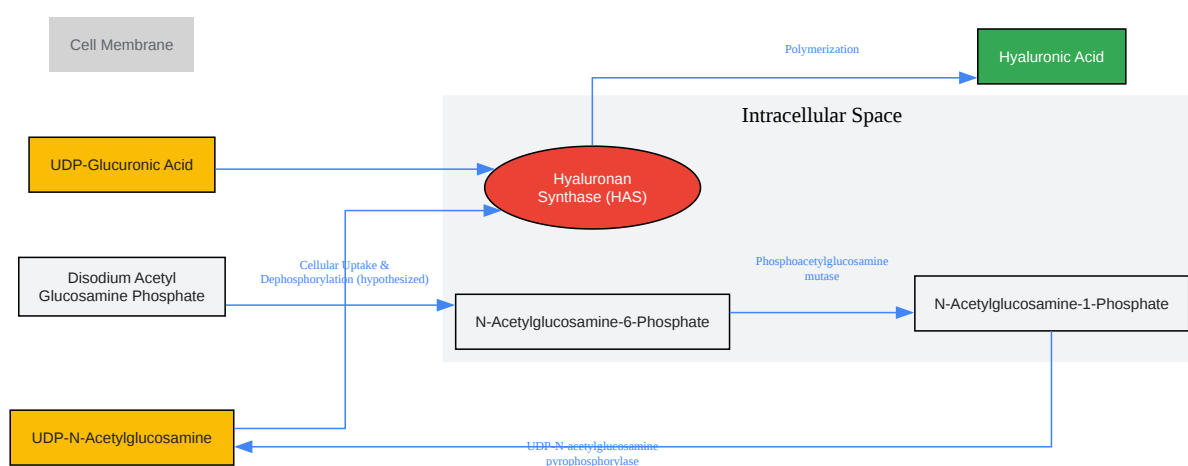 Cell Membrane
Polymerization
Hyaluronic Acid
Intracellular Space
UDP-Glucuronic Acid
Hyaluronan
Synthase (HAS)
Cellular Uptake &
Dephosphorylation (hypothesized)
Disodium Acetyl
Glucosamine Phosphate
Phosphoacetylglucosamine
mutase
N-Acetylglucosamine-6-Phosphate
N-Acetylglucosamine-1-Phosphate
UDP-N-Acetylglucosamine
UDP-N-acetylglucosamine
pyrophosphorylase